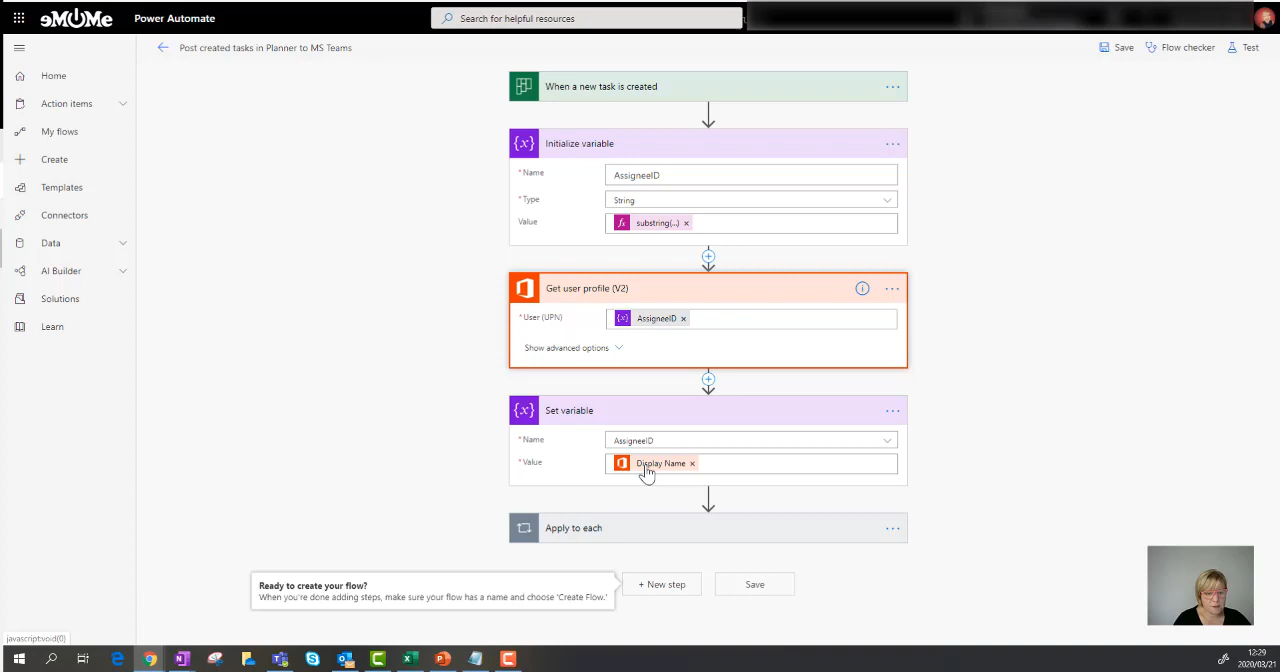 eMoMe
Power Automate
Search for helpful resources
Post created tasks in Planner to MS Teams
Save
Flow checker
Test
Home
Action items
My flows
Create
Templates
Connectors
Data
AI Builder
Solutions
Learn
When a new task is created
{x} Initialize variable
* Name AssigneeID
* Type String
Value fx substring(...) ×
Get user profile (V2)
* User (UPN) {x} AssigneeID ×
Show advanced options
{x} Set variable
* Name AssigneeID
* Value Display Name ×
Apply to each
Ready to create your flow?
When you're done adding steps, make sure your flow has a name and choose 'Create Flow.'
+ New step
Save
javascript:void(0)
12:29
2020/03/21